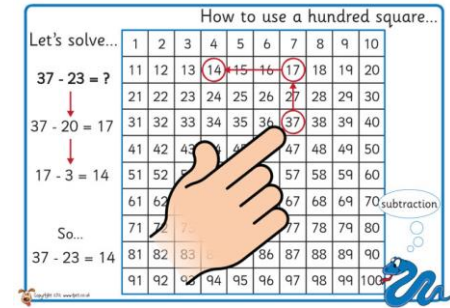 How to use a hundred square...
Let's solve...
37 - 23 = ?
37 - 20 = 17
17 - 3 = 14
So...
37 - 23 = 14
1 2 3 4 5 6 7 8 9 10
11 12 13 14 15 16 17 18 19 20
21 22 23 24 25 26 27 28 29 30
31 32 33 34 35 36 37 38 39 40
41 42 43 47 48 49 50
51 52 57 58 59 60
61 62 68 69 70
71 77 78 79 80
81 82 83 86 87 88 89 90
91 92 93 94 95 96 97 98 99 100
subtraction